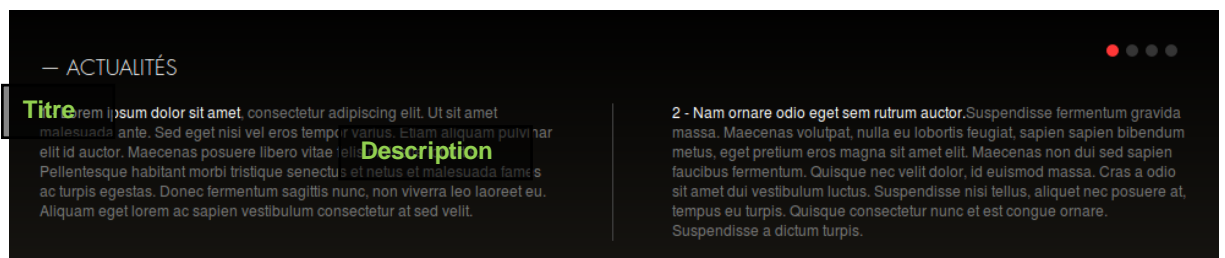 — ACTUALITÉS
Titre
psum dolor sit amet, consectetur adipiscing elit. Ut sit amet
malesuada ante. Sed eget nisi vel eros tempor varius. Etiam aliquam pulvinar
elit id auctor. Maecenas posuere libero vitae
Description
Pellentesque habitant morbi tristique senectus et netus et malesuada fames
ac turpis egestas. Donec fermentum sagittis nunc, non viverra leo laoreet eu.
Aliquam eget lorem ac sapien vestibulum consectetur at sed velit.
2 - Nam ornare odio eget sem rutrum auctor.Suspendisse fermentum gravida
massa. Maecenas volutpat, nulla eu lobortis feugiat, sapien sapien bibendum
metus, eget pretium eros magna sit amet elit. Maecenas non dui sed sapien
faucibus fermentum. Quisque nec velit dolor, id euismod massa. Cras a odio
sit amet dui vestibulum luctus. Suspendisse nisi tellus, aliquet nec posuere at,
tempus eu turpis. Quisque consectetur nunc et est congue ornare.
Suspendisse a dictum turpis.